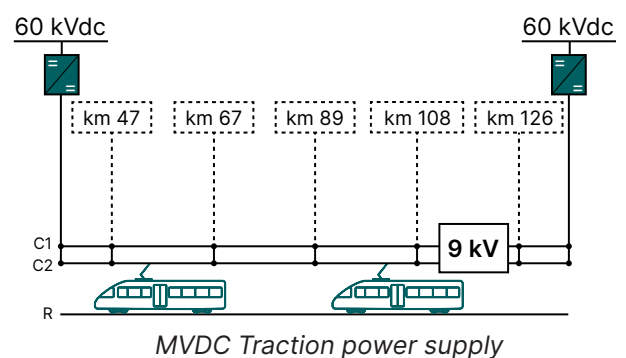 60 kVdc 60 kVdc
km 47 km 67 km 89 km 108 km 126
C1
9 kV
C2
R
MVDC Traction power supply